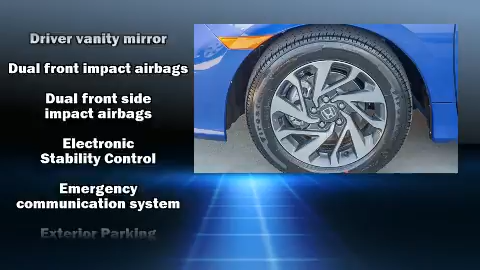 Driver vanity mirror
Dual front impact airbags
Dual front side
impact airbags
Electronic
Stability Control
Emergency
communication system
Exterior Parking